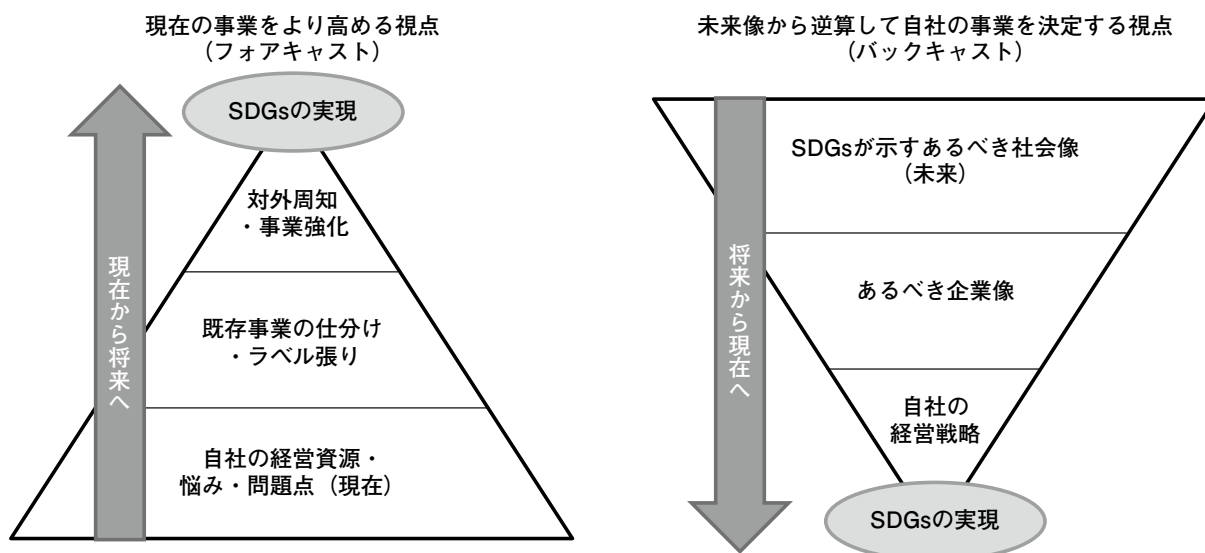 現在の事業をより高める視点
(フォアキャスト)
SDGsの実現
対外周知
・事業強化
既存事業の仕分け
・ラベル張り
自社の経営資源・
悩み・問題点（現在）
現在から将来へ
未来像から逆算して自社の事業を決定する視点
(バックキャスト)
SDGsが示すあるべき社会像
(未来)
あるべき企業像
自社の
経営戦略
SDGsの実現
将来から現在へ